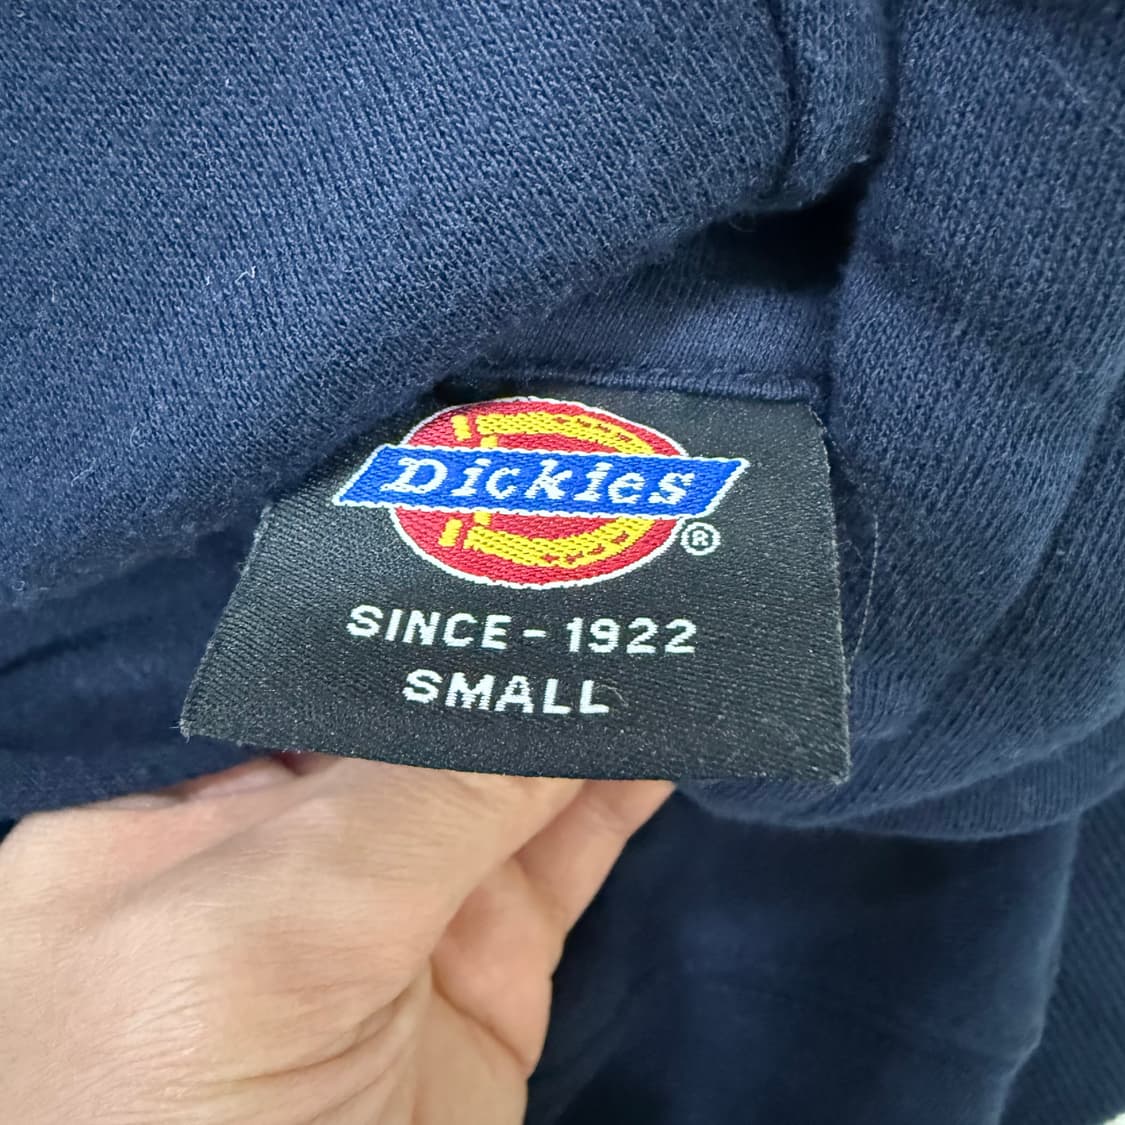 Dickies
®
SINCE - 1922
SMALL